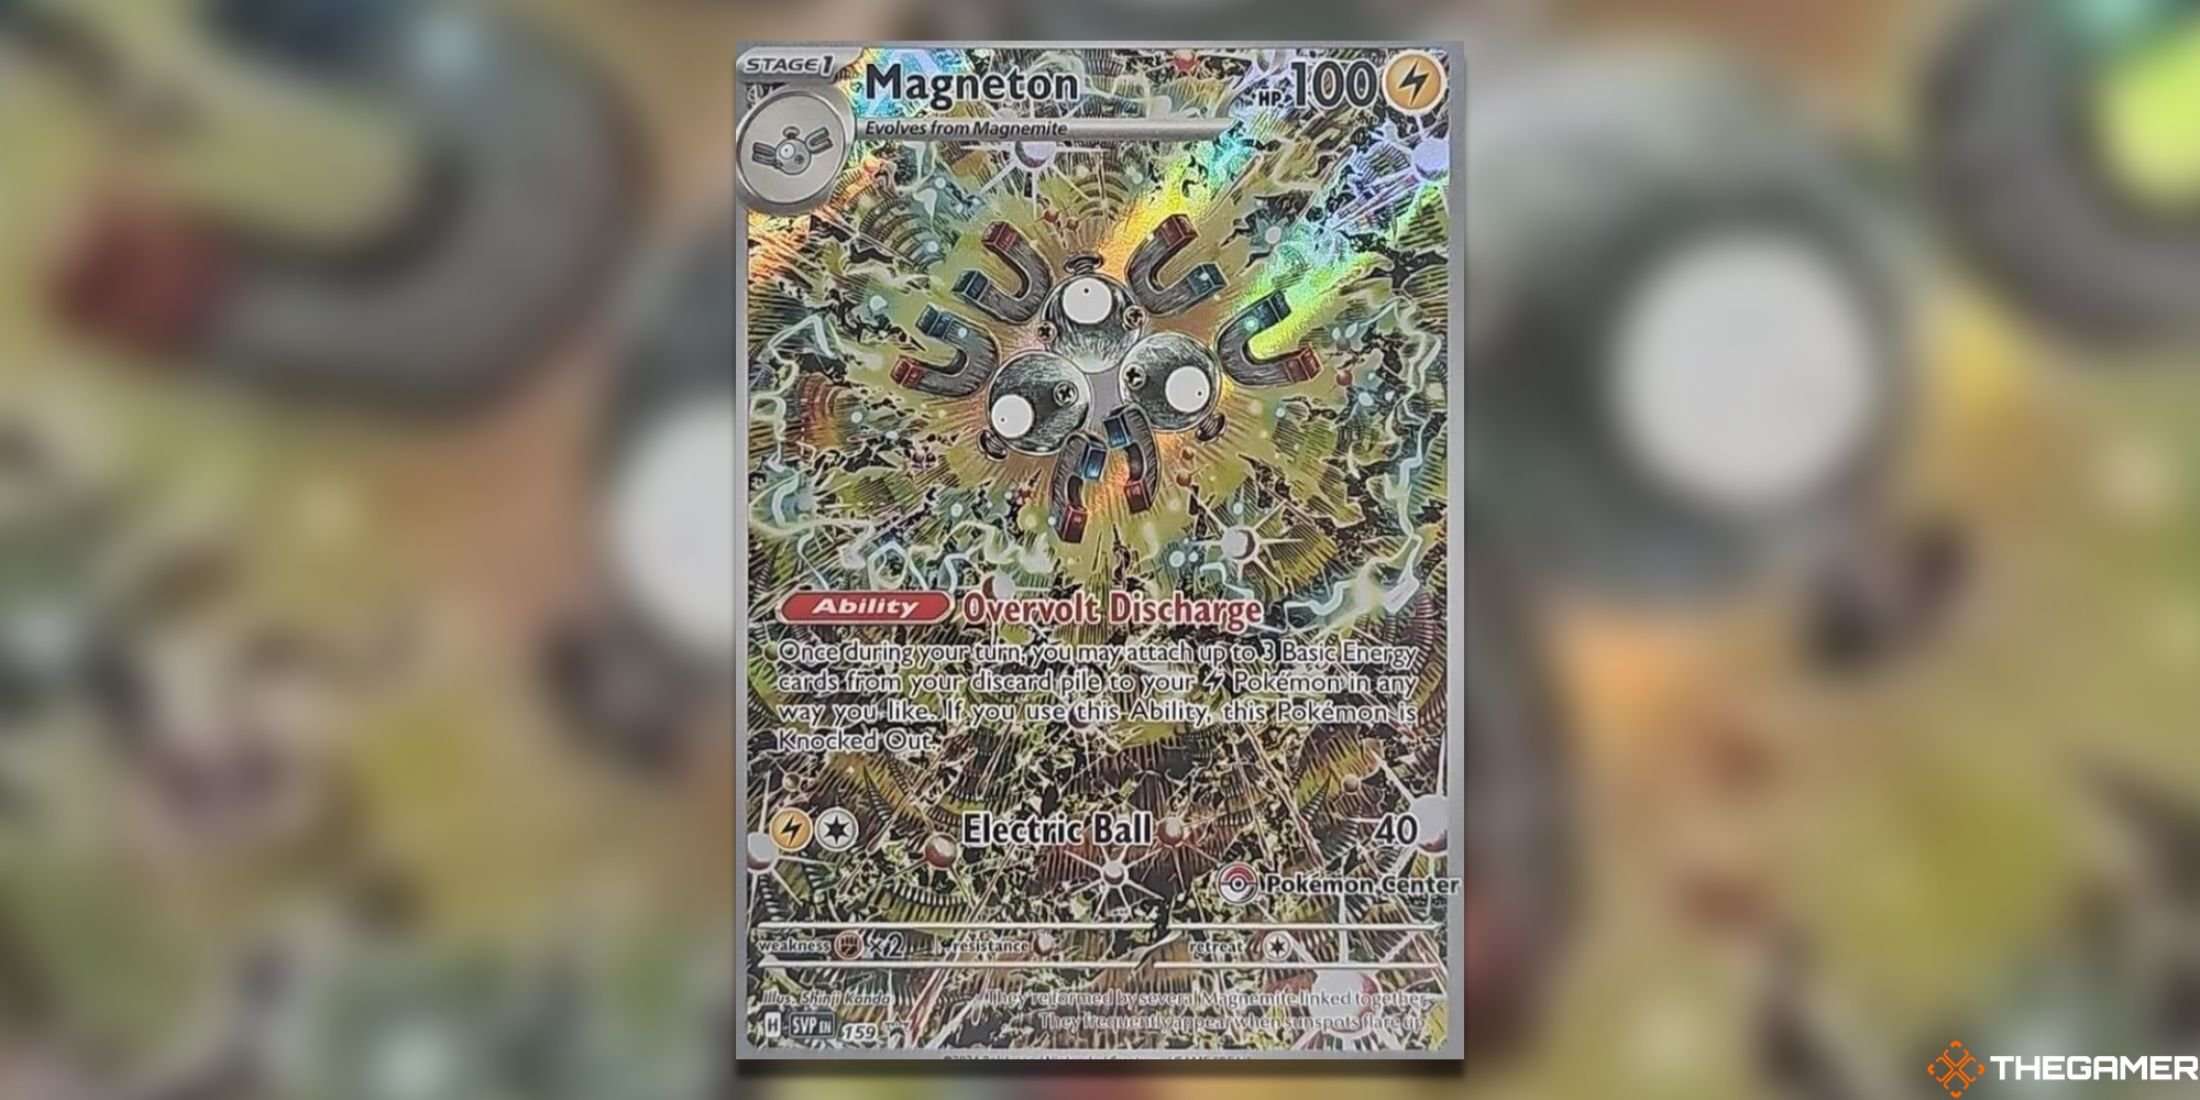 STAGE 1
Magneton
HP 100
Evolves from Magnemite
Ability Overvolt Discharge
Once during your turn, you may attach up to 3 Basic Energy
cards from your discard pile to your Pokémon in any
way you like. If you use this Ability, this Pokémon is
Knocked Out.
Electric Ball 40
Pokémon Center
weakness ×2 resistance retreat
Illus. Shinji Kanda
They're formed by several Magnemite linked together.
They frequently appear when sunspots flare up.
H SVP EN 159
THEGAMER